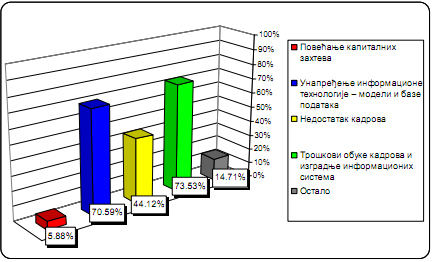 100%
90%
80%
70%
60%
50%
40%
30%
20%
10%
0%
5.88%
70.59%
44.12%
73.53%
14.71%
Повећање капиталних
захтева
Унапређење информационе
технологије – модели и базе
података
Недостатак кадрова
Трошкови обуке кадрова и
изградње информационих
система
Остало